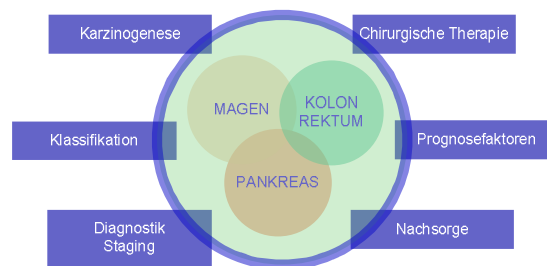 Karzinogenese
Chirurgische Therapie
MAGEN
KOLON
REKTUM
Klassifikation
Prognosefaktoren
PANKREAS
Diagnostik
Staging
Nachsorge